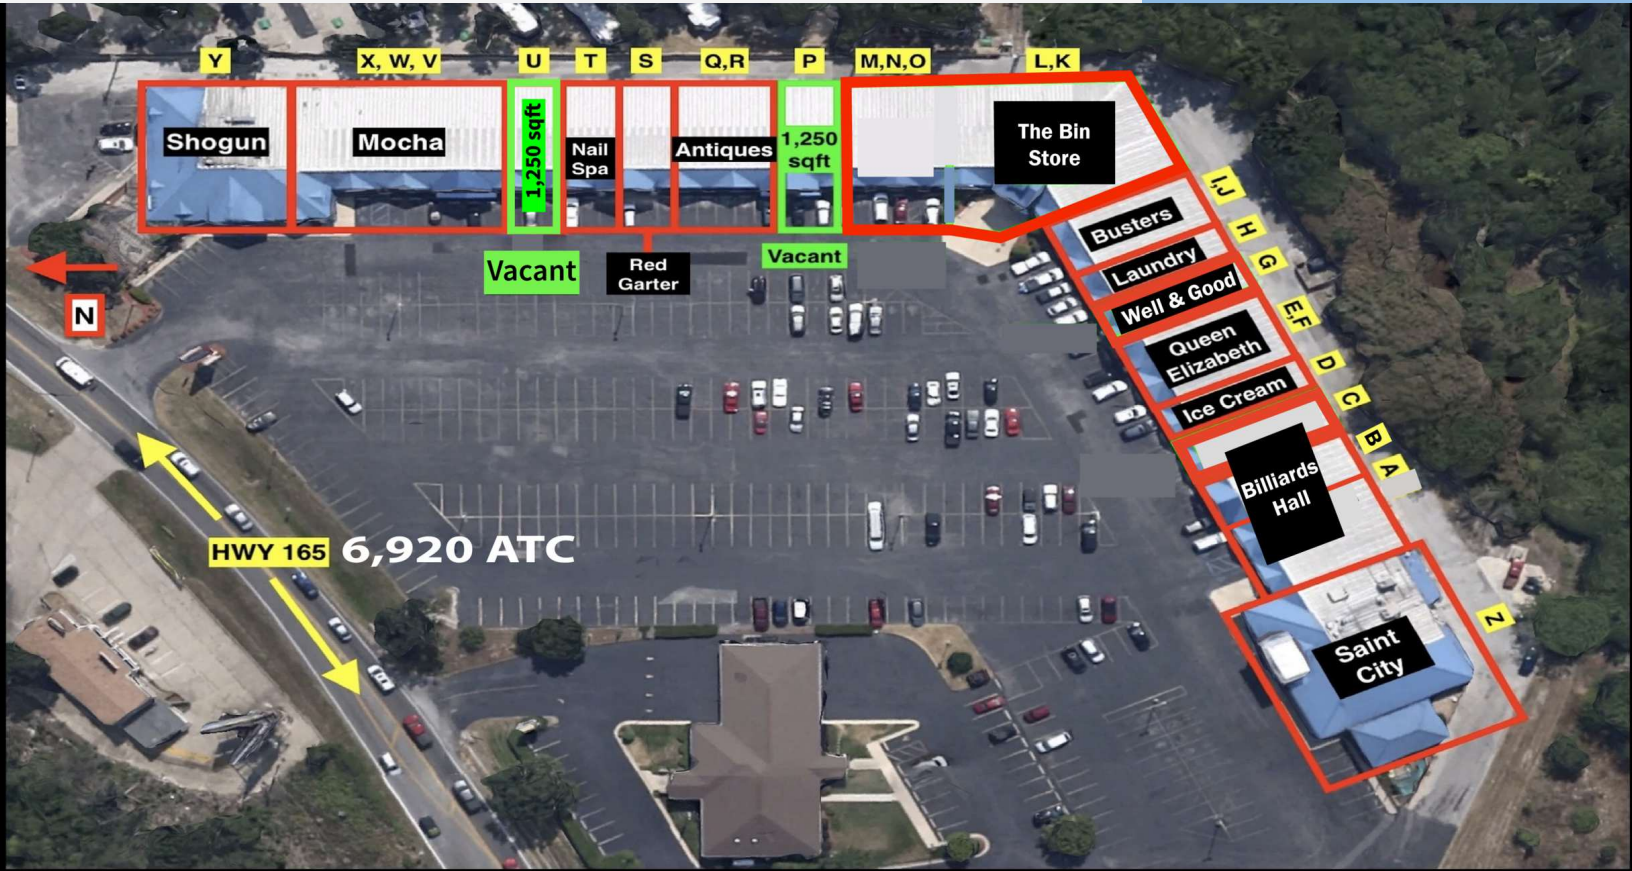 Y
X, W, V
U
T
S
Q,R
P
M,N,O
L,K
Shogun
Mocha
1,250 sqft
Nail
Spa
Antiques
1,250
sqft
The Bin
Store
Vacant
Red
Garter
Vacant
N
I,J
H
G
E,F
D
C
B
A
Z
Busters
Laundry
Well & Good
Queen
Elizabeth
Ice Cream
Billiards
Hall
Saint
City
HWY 165
6,920 ATC